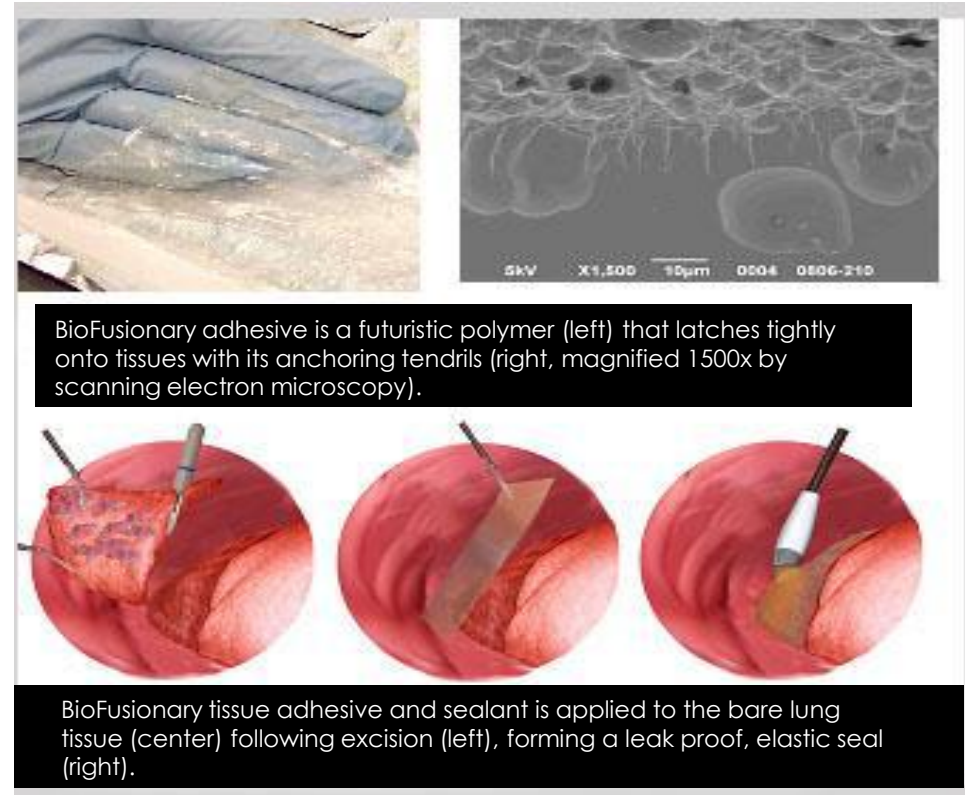 5kV X1,500 10µm 0004 0806-210
BioFusionary adhesive is a futuristic polymer (left) that latches tightly
onto tissues with its anchoring tendrils (right, magnified 1500x by
scanning electron microscopy).
BioFusionary tissue adhesive and sealant is applied to the bare lung
tissue (center) following excision (left), forming a leak proof, elastic seal
(right).